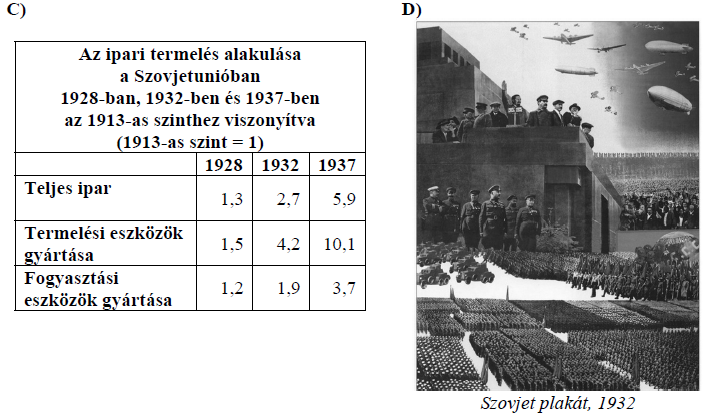 C)
Az ipari termelés alakulása
a Szovjetunióban
1928-ban, 1932-ben és 1937-ben
az 1913-as szinthez viszonyítva
(1913-as szint = 1)
1928 1932 1937
Teljes ipar 1,3 2,7 5,9
Termelési eszközök
gyártása 1,5 4,2 10,1
Fogyasztási
eszközök gyártása 1,2 1,9 3,7
D)
Szovjet plakát, 1932